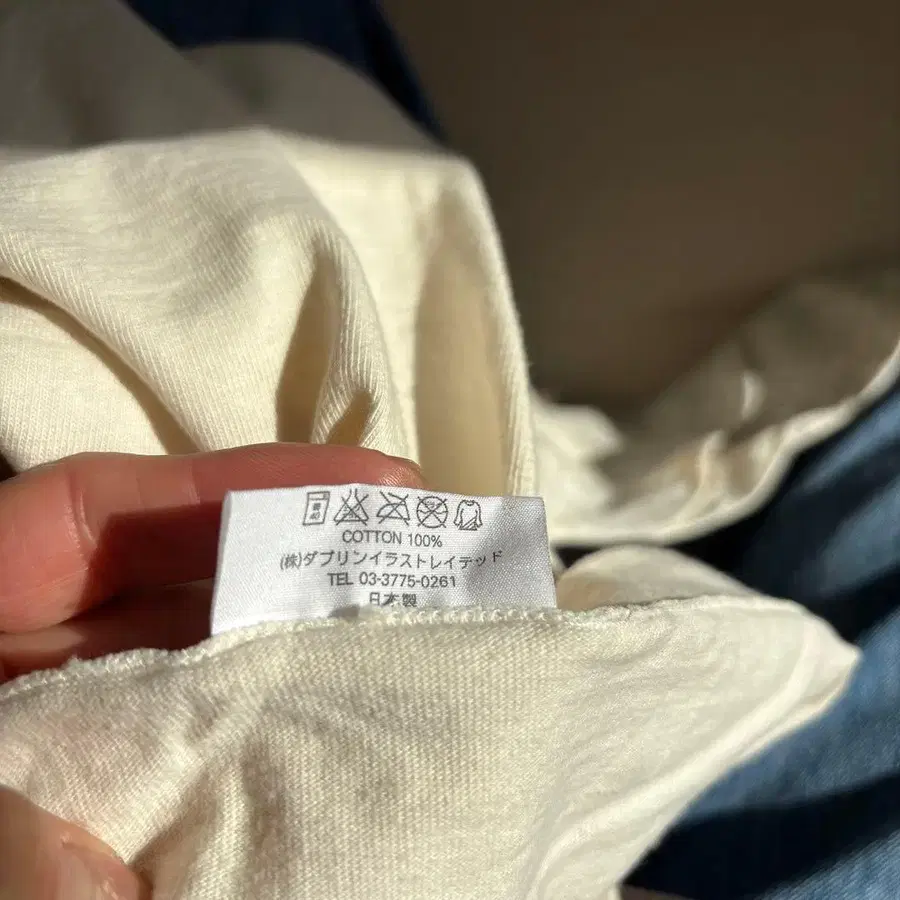 40
COTTON 100%
(株)ダブリンイラストレイテッド
TEL 03-3775-0261
日本製